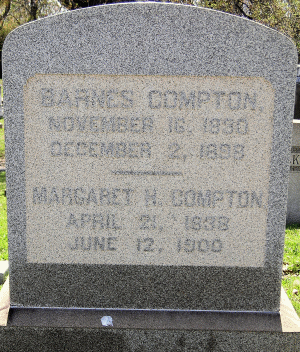 BARNES COMPTON.
NOVEMBER 16, 1830
DECEMBER 2, 1898
MARGARET H. COMPTON
APRIL 21, 1838
JUNE 12, 1900